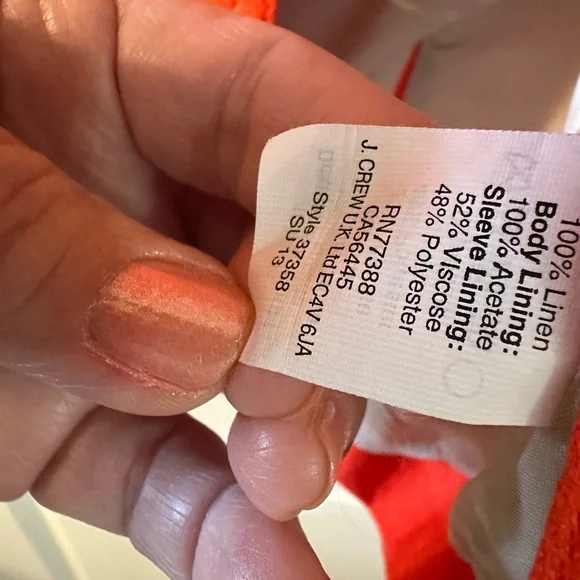 100% Linen
Body Lining:
100% Acetate
Sleeve Lining:
52% Viscose
48% Polyester
RN77388
CA56445
J. CREW U.K. Ltd EC4V 6JA
Style 37358
SU 13